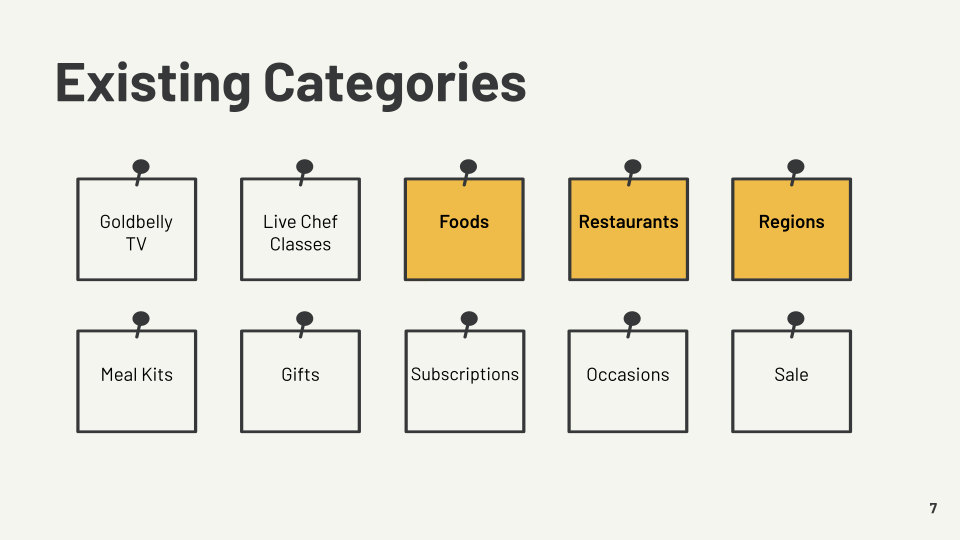 Existing Categories
Goldbelly
TV
Live Chef
Classes
Foods
Restaurants
Regions
Meal Kits
Gifts
Subscriptions
Occasions
Sale
7